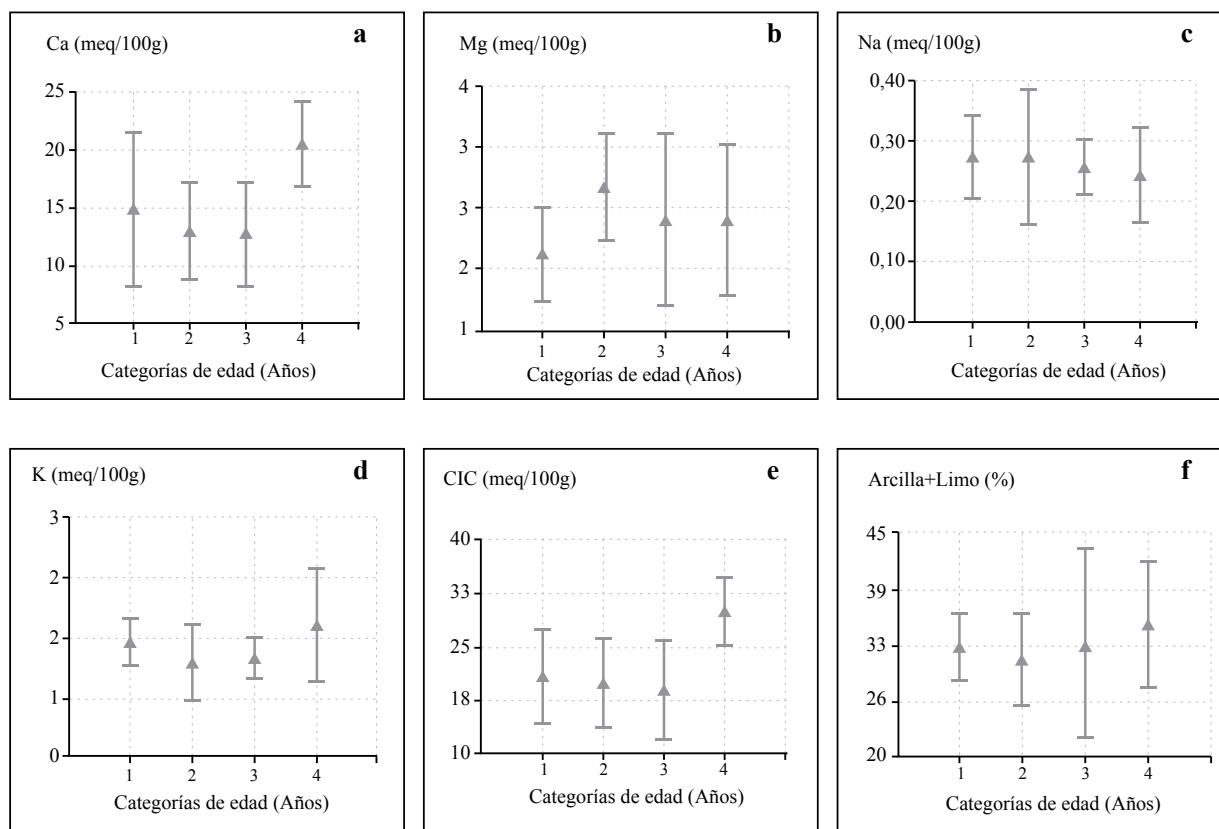 a
Ca (meq/100g)
25
20
15
10
5
1 2 3 4
Categorías de edad (Años)
b
Mg (meq/100g)
4
3
3
2
1
1 2 3 4
Categorías de edad (Años)
c
Na (meq/100g)
0,40
0,30
0,20
0,10
0,00
1 2 3 4
Categorías de edad (Años)
d
K (meq/100g)
3
2
2
1
0
1 2 3 4
Categorías de edad (Años)
e
CIC (meq/100g)
40
33
25
18
10
1 2 3 4
Categorías de edad (Años)
f
Arcilla+Limo (%)
45
39
33
26
20
1 2 3 4
Categorías de edad (Años)